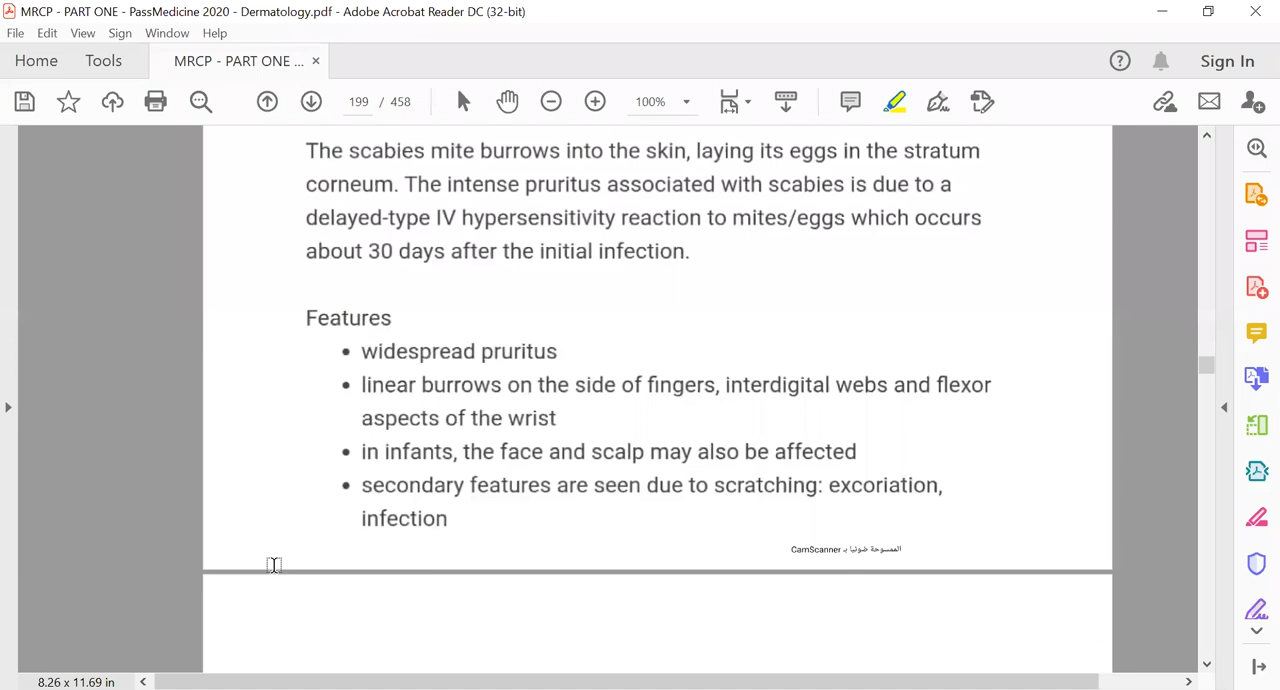 MRCP - PART ONE - PassMedicine 2020 - Dermatology.pdf - Adobe Acrobat Reader DC (32-bit)
File Edit View Sign Window Help
Home Tools MRCP - PART ONE ... × Sign In
199 / 458 100%
The scabies mite burrows into the skin, laying its eggs in the stratum
corneum. The intense pruritus associated with scabies is due to a
delayed-type IV hypersensitivity reaction to mites/eggs which occurs
about 30 days after the initial infection.
Features
• widespread pruritus
• linear burrows on the side of fingers, interdigital webs and flexor
aspects of the wrist
• in infants, the face and scalp may also be affected
• secondary features are seen due to scratching: excoriation,
infection
الممسوحة ضوئيا بـ CamScanner
8.26 x 11.69 in